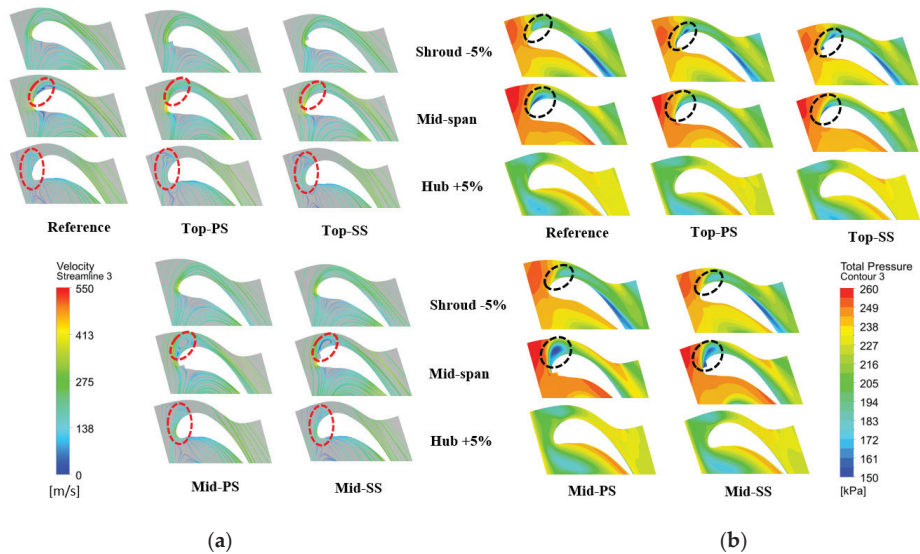 Shroud -5%
Mid-span
Hub +5%
Reference
Top-PS
Top-SS
Reference
Top-PS
Top-SS
Velocity
Streamline 3
550
413
275
138
0
[m/s]
Shroud -5%
Mid-span
Hub +5%
Mid-PS
Mid-SS
Mid-PS
Mid-SS
Total Pressure
Contour 3
260
249
238
227
216
205
194
183
172
161
150
[kPa]
(a)
(b)